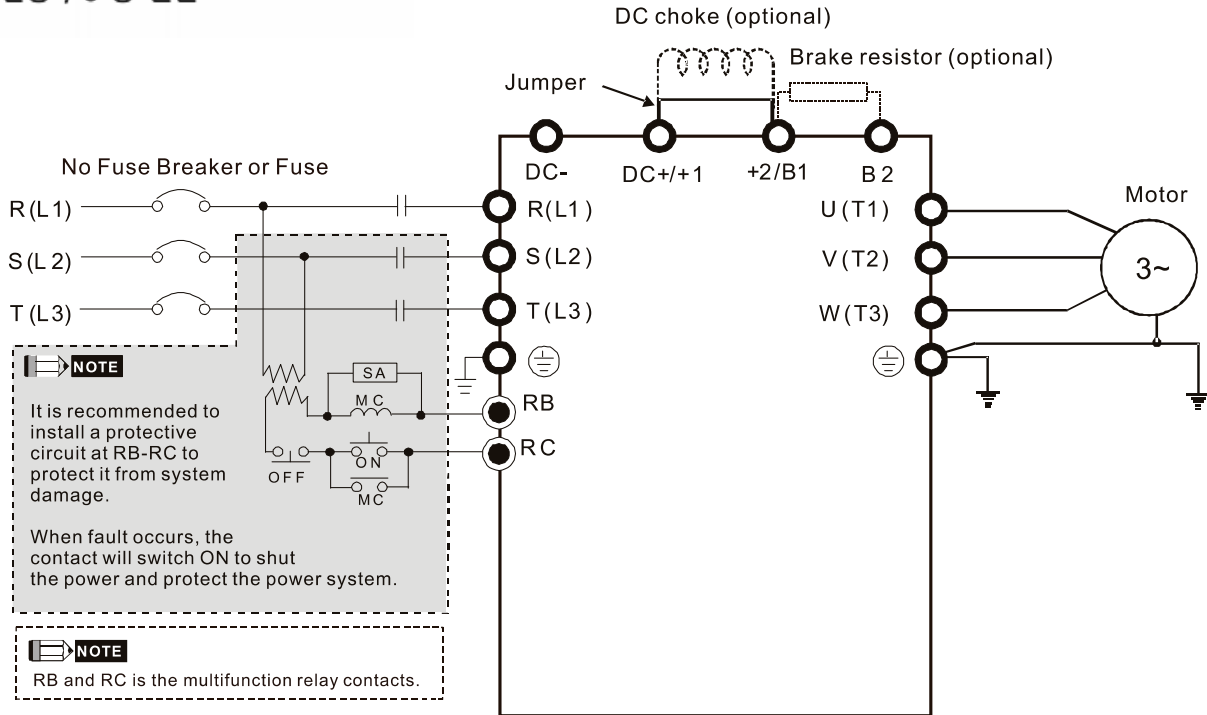 DC choke (optional)
Brake resistor (optional)
Jumper
No Fuse Breaker or Fuse
DC-
DC+/+1
+2/B1
B2
R(L1)
R(L1)
U(T1)
Motor
S(L2)
S(L2)
V(T2)
3~
T(L3)
T(L3)
W(T3)
NOTE
It is recommended to
install a protective
circuit at RB-RC to
protect it from system
damage.
When fault occurs, the
contact will switch ON to shut
the power and protect the power system.
SA
MC
RB
ON
RC
OFF
MC
NOTE
RB and RC is the multifunction relay contacts.